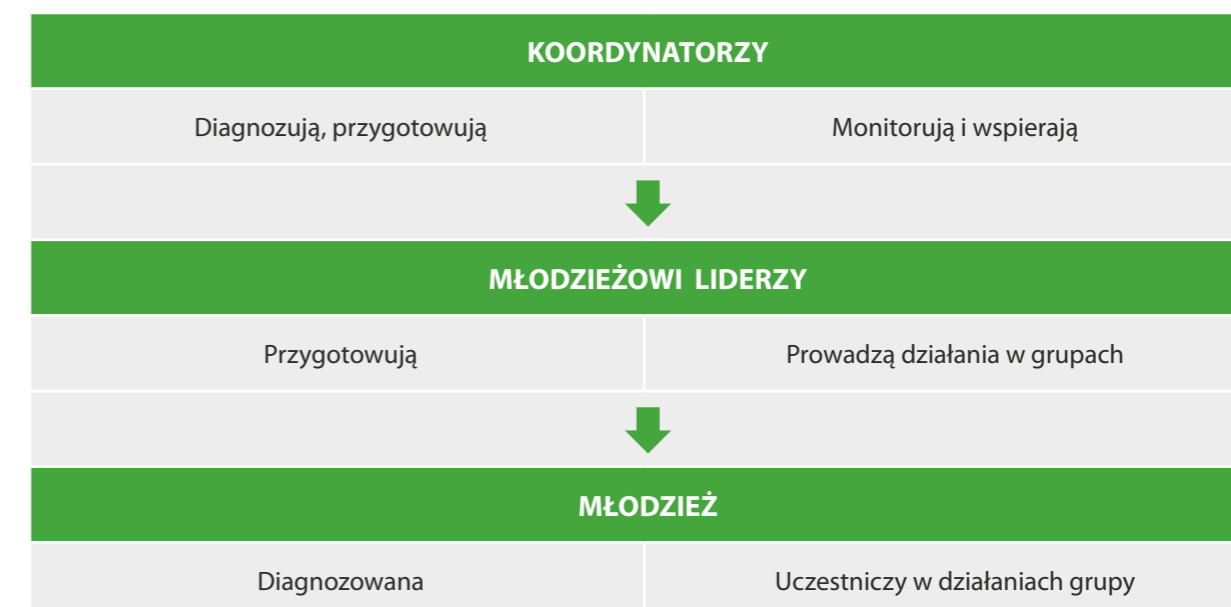 KOORDYNATORZY
Diagnozują, przygotowują
Monitorują i wspierają
MŁODZIEŻOWI LIDERZY
Przygotowują
Prowadzą działania w grupach
MŁODZIEŻ
Diagnozowana
Uczestniczy w działaniach grupy